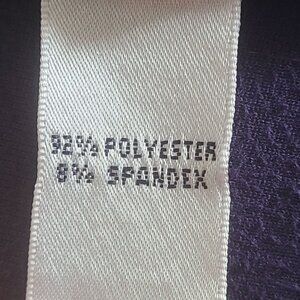 92% POLYESTER
8% SPANDEX